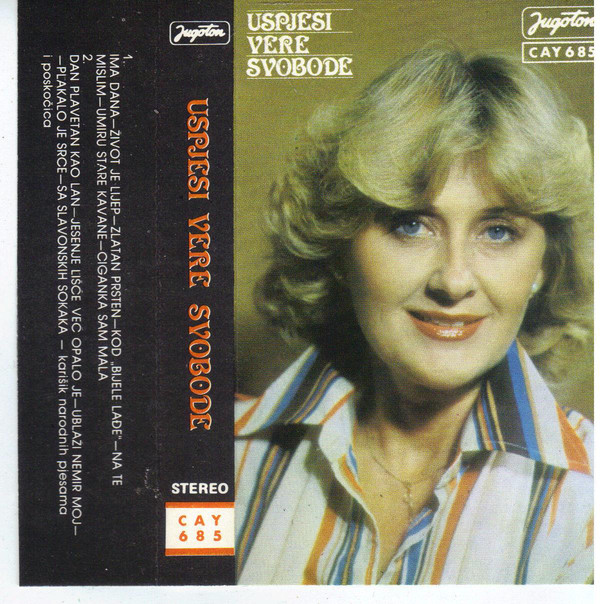 1.
IMA DANA—ŽIVOT JE LIJEP—ZLATAN PRSTEN—KOD „BIJELE LAĐE"—NA TE
MISLIM—UMIRU STARE KAVANE—CIGANKA SAM MALA
2.
DAN PLAVETAN KAO LAN—JESENJE LIŠĆE VEĆ OPALO JE—UBLAŽI NEMIR MOJ—
—PLAKALO JE SRCE—SA SLAVONSKIH SOKAKA — karišik narodnih pjesama
i poskočica
Jugoton
USPJESI VERE SVOBODE
STEREO
CAY
685
USPJESI
VERE
SVOBODE
Jugoton
CAY 685